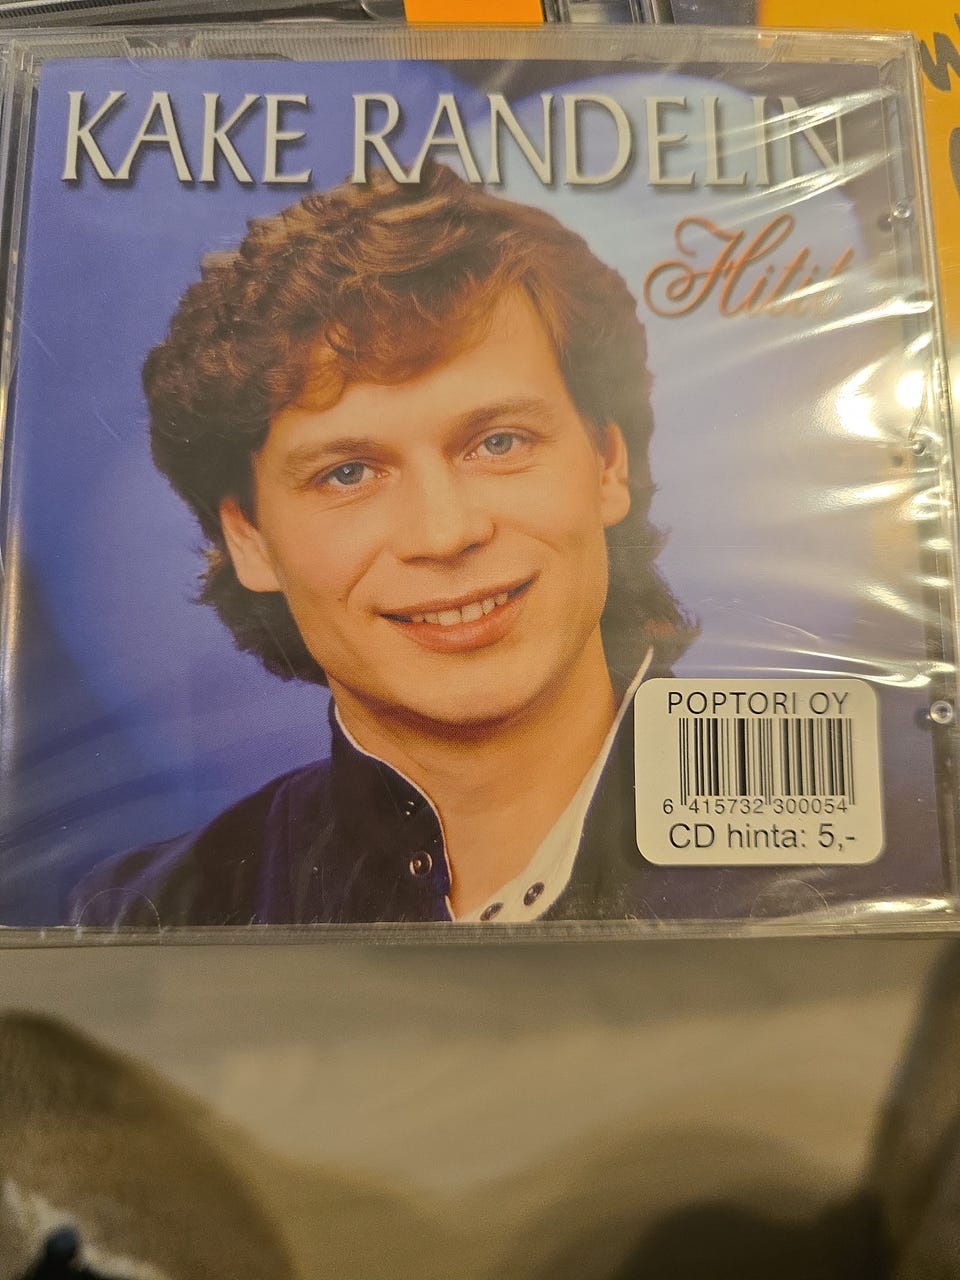 KAKE RANDELIN
Hitit
POPTORI OY
6 415732 300054
CD hinta: 5,-